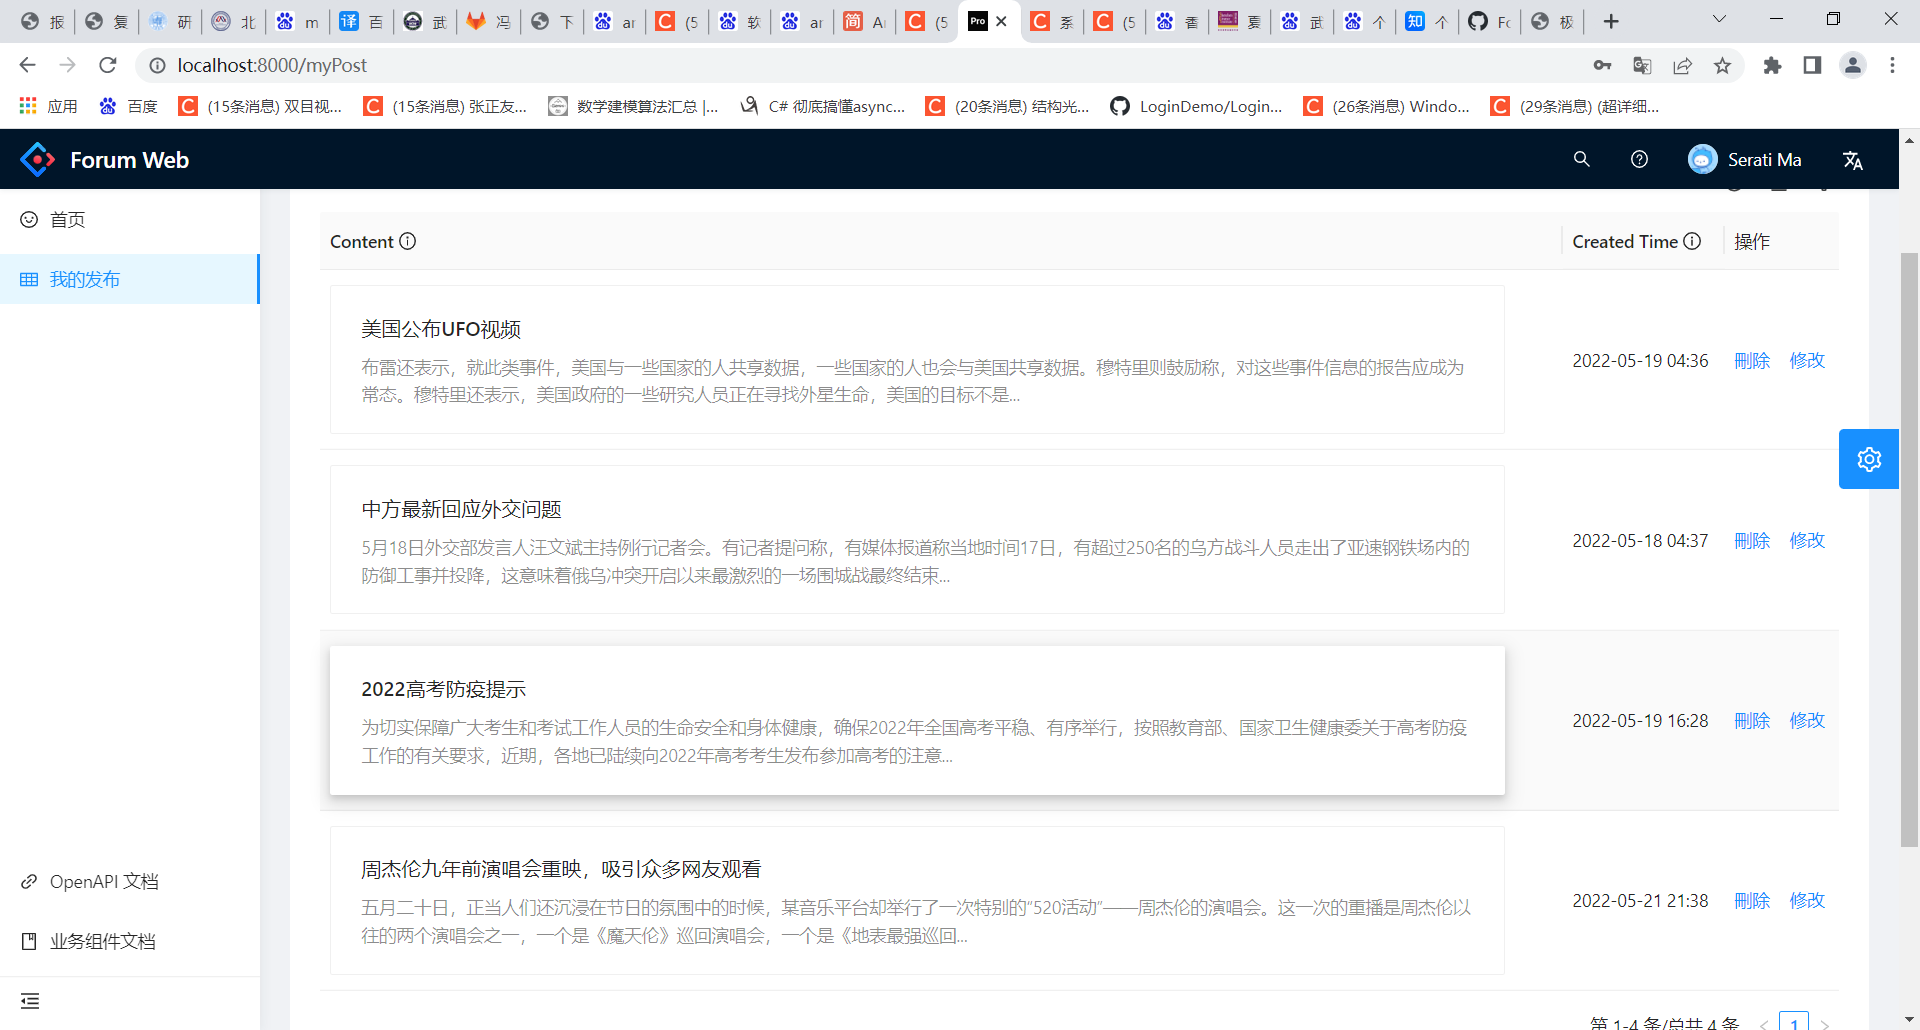 报 复 研 北 m 百 武 冯 下 ar (5 软 ar Ai (5 Pro 系 (5 香 夏 武 个 个 Fo 极
localhost:8000/myPost
应用 百度 (15条消息) 双目视... (15条消息) 张正友... 数学建模算法汇总 |... C# 彻底搞懂async... (20条消息) 结构光... LoginDemo/Login... (26条消息) Windo... (29条消息) (超详细...
Forum Web
Serati Ma
首页
我的发布
Content Created Time 操作
美国公布UFO视频
布雷还表示，就此类事件，美国与一些国家的人共享数据，一些国家的人也会与美国共享数据。穆特里则鼓励称，对这些事件信息的报告应成为
常态。穆特里还表示，美国政府的一些研究人员正在寻找外星生命，美国的目标不是...
2022-05-19 04:36 刪除 修改
中方最新回应外交问题
5月18日外交部发言人汪文斌主持例行记者会。有记者提问称，有媒体报道称当地时间17日，有超过250名的乌方战斗人员走出了亚速钢铁场内的
防御工事并投降，这意味着俄乌冲突开启以来最激烈的一场围城战最终结束...
2022-05-18 04:37 刪除 修改
2022高考防疫提示
为切实保障广大考生和考试工作人员的生命安全和身体健康，确保2022年全国高考平稳、有序举行，按照教育部、国家卫生健康委关于高考防疫
工作的有关要求，近期，各地已陆续向2022年高考考生发布参加高考的注意...
2022-05-19 16:28 刪除 修改
周杰伦九年前演唱会重映，吸引众多网友观看
五月二十日，正当人们还沉浸在节日的氛围中的时候，某音乐平台却举行了一次特别的“520活动”——周杰伦的演唱会。这一次的重播是周杰伦以
往的两个演唱会之一，一个是《魔天伦》巡回演唱会，一个是《地表最强巡回...
2022-05-21 21:38 刪除 修改
OpenAPI 文档
业务组件文档
第 1-4 条/总共 4 条 1